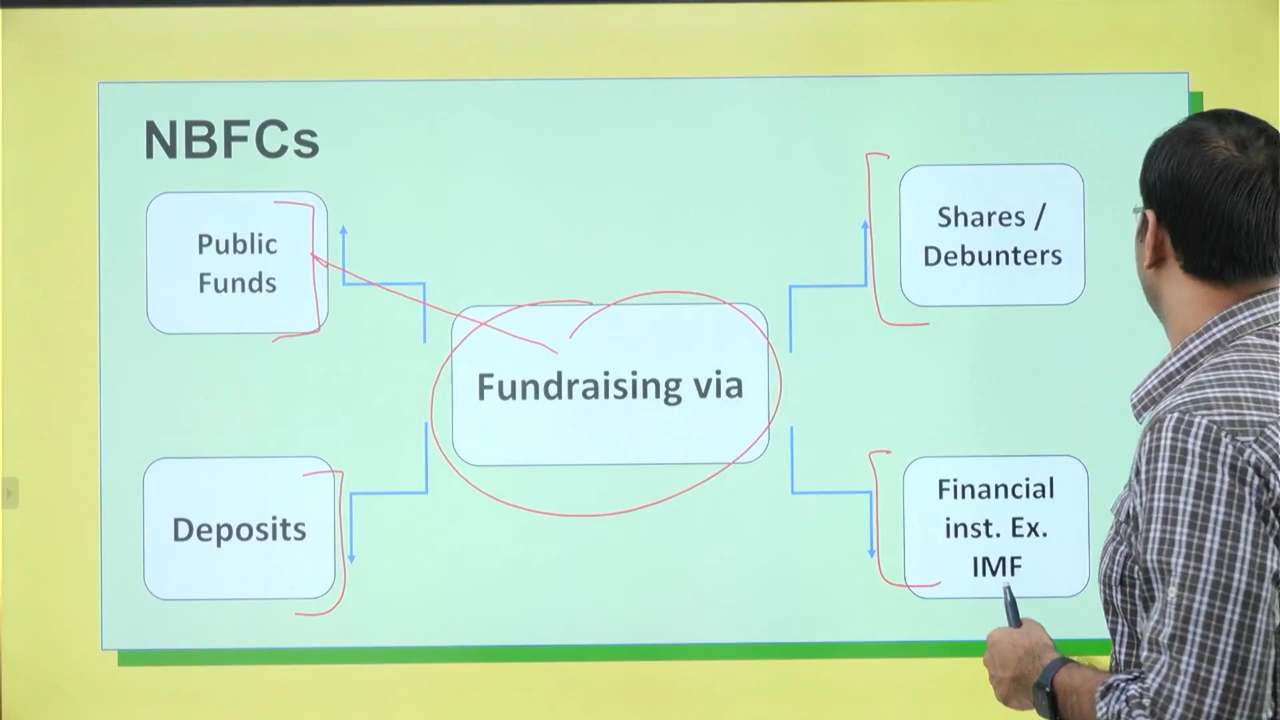 NBFCs
Public
Funds
Shares /
Debunters
Fundraising via
Deposits
Financial
inst. Ex.
IMF